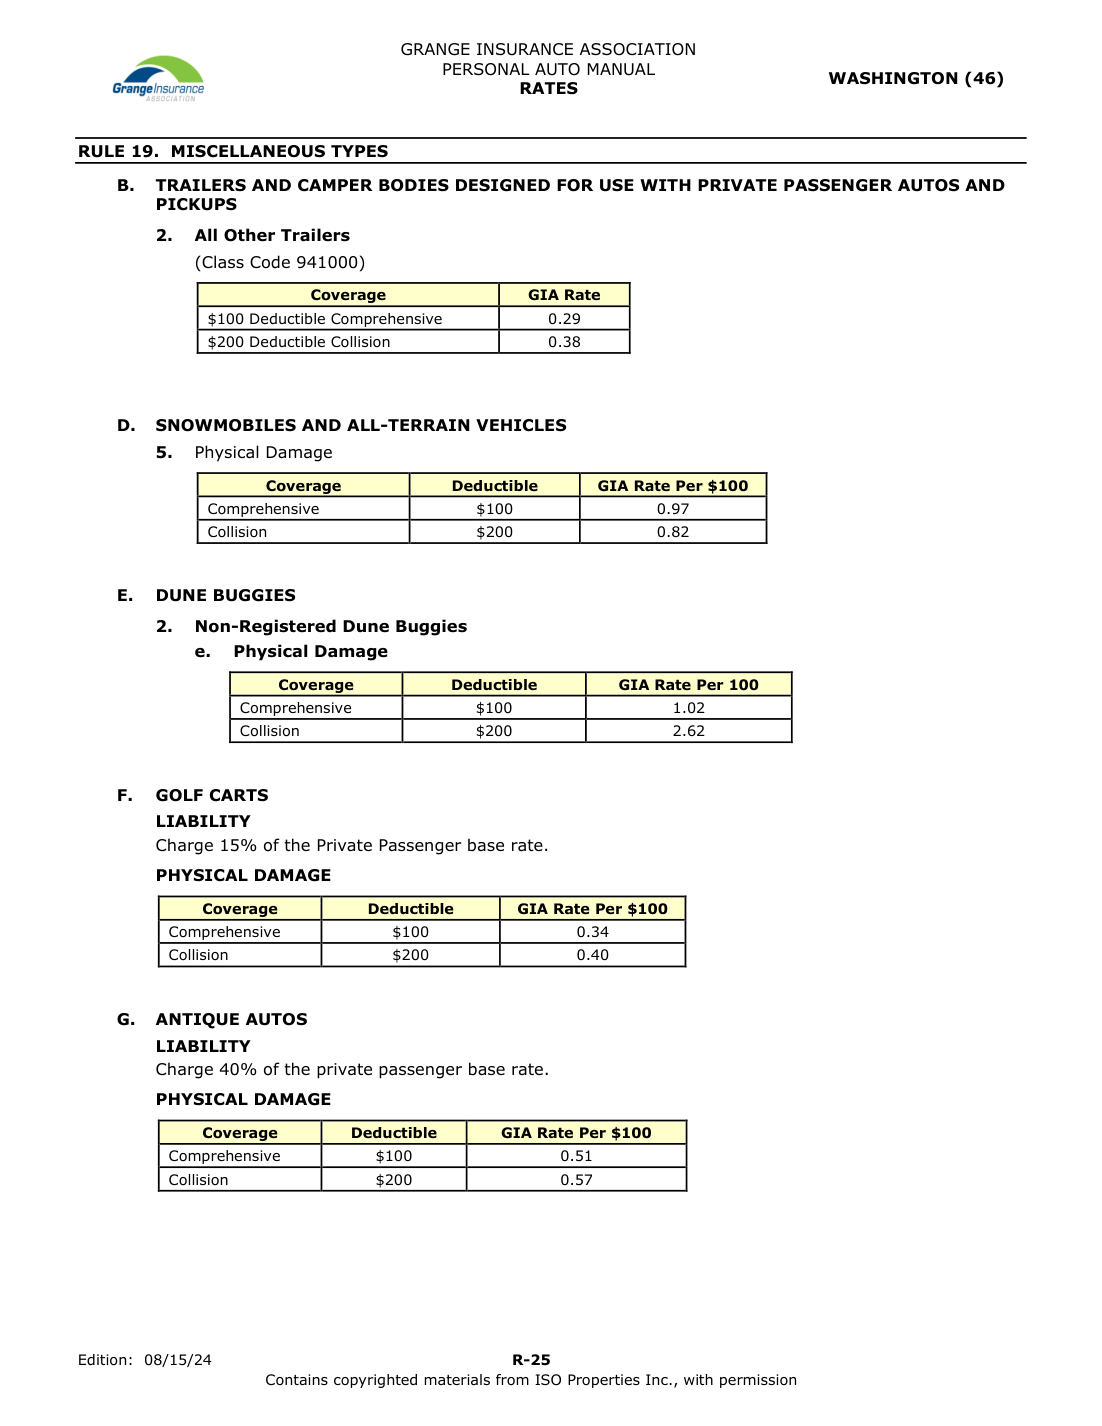 GrangeInsurance
ASSOCIATION
GRANGE INSURANCE ASSOCIATION
PERSONAL AUTO MANUAL
RATES
WASHINGTON (46)
RULE 19.  MISCELLANEOUS TYPES
B. TRAILERS AND CAMPER BODIES DESIGNED FOR USE WITH PRIVATE PASSENGER AUTOS AND
PICKUPS
2. All Other Trailers
(Class Code 941000)
Coverage GIA Rate
$100 Deductible Comprehensive 0.29
$200 Deductible Collision 0.38
D. SNOWMOBILES AND ALL-TERRAIN VEHICLES
5. Physical Damage
Coverage Deductible GIA Rate Per $100
Comprehensive $100 0.97
Collision $200 0.82
E. DUNE BUGGIES
2. Non-Registered Dune Buggies
e. Physical Damage
Coverage Deductible GIA Rate Per 100
Comprehensive $100 1.02
Collision $200 2.62
F. GOLF CARTS
LIABILITY
Charge 15% of the Private Passenger base rate.
PHYSICAL DAMAGE
Coverage Deductible GIA Rate Per $100
Comprehensive $100 0.34
Collision $200 0.40
G. ANTIQUE AUTOS
LIABILITY
Charge 40% of the private passenger base rate.
PHYSICAL DAMAGE
Coverage Deductible GIA Rate Per $100
Comprehensive $100 0.51
Collision $200 0.57
Edition:  08/15/24 R-25
Contains copyrighted materials from ISO Properties Inc., with permission